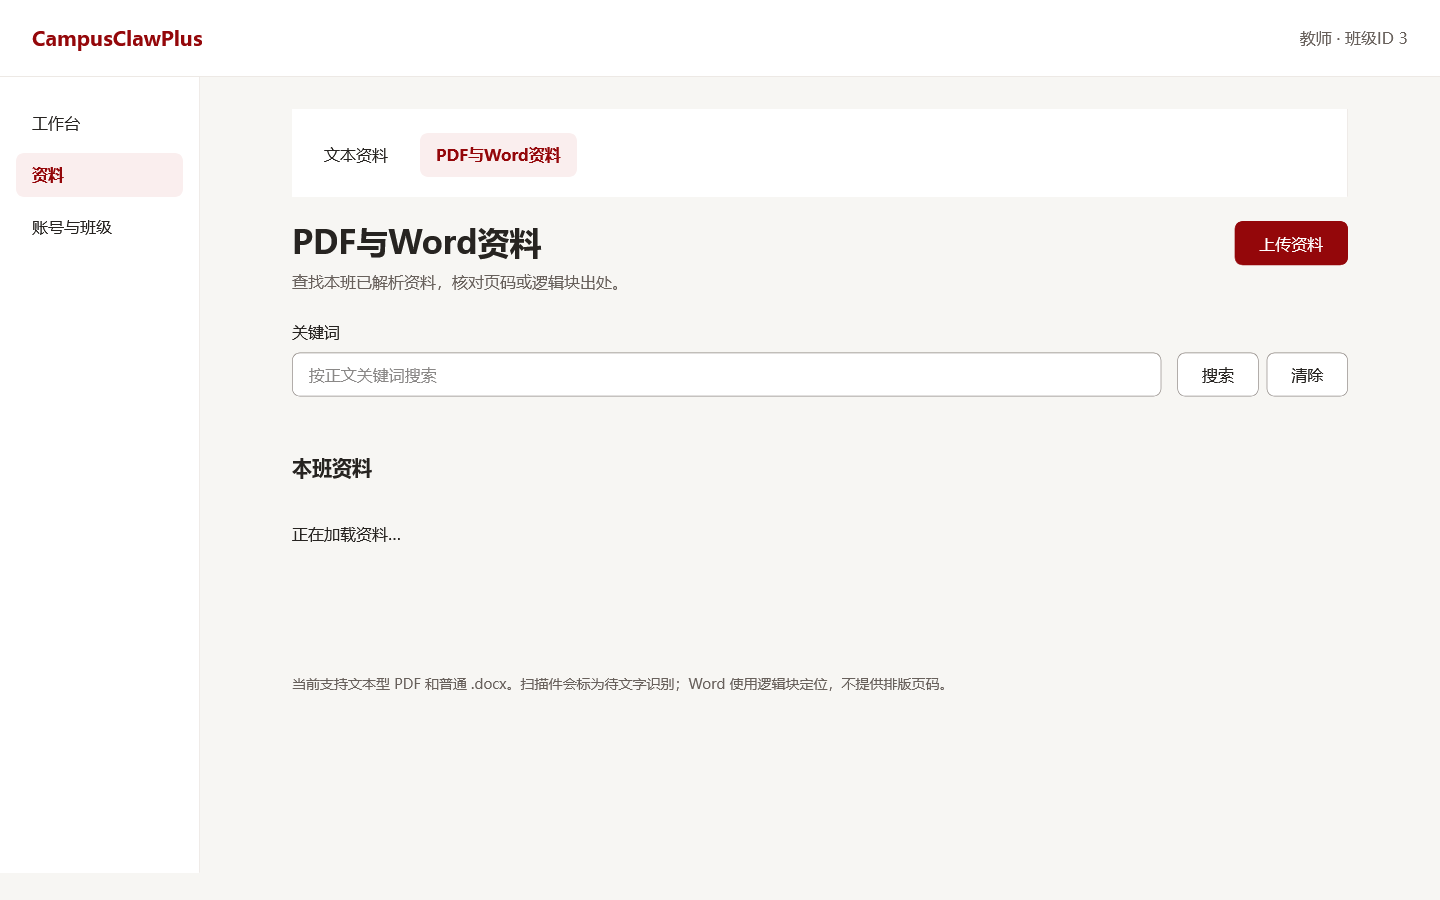 CampusClawPlus
教师 · 班级ID 3
工作台
资料
账号与班级
文本资料
PDF与Word资料
PDF与Word资料
上传资料
查找本班已解析资料，核对页码或逻辑块出处。
关键词
按正文关键词搜索
搜索
清除
本班资料
正在加载资料...
当前支持文本型 PDF 和普通 .docx。扫描件会标为待文字识别；Word 使用逻辑块定位，不提供排版页码。